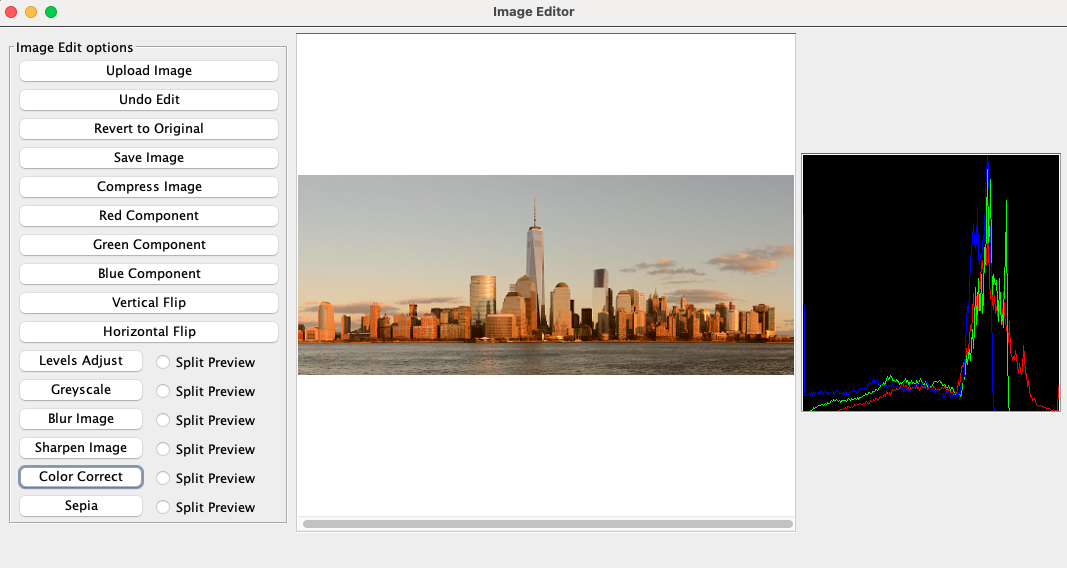 Image Editor
Image Edit options
Upload Image
Undo Edit
Revert to Original
Save Image
Compress Image
Red Component
Green Component
Blue Component
Vertical Flip
Horizontal Flip
Levels Adjust Split Preview
Greyscale Split Preview
Blur Image Split Preview
Sharpen Image Split Preview
Color Correct Split Preview
Sepia Split Preview